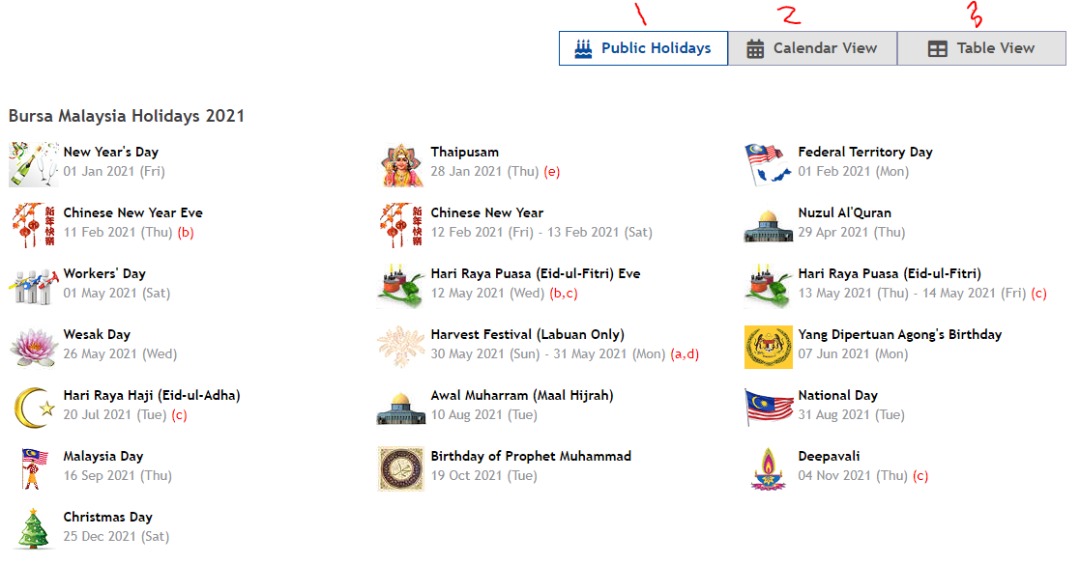 1 2 3
Public Holidays Calendar View Table View
Bursa Malaysia Holidays 2021
New Year's Day
01 Jan 2021 (Fri)
Thaipusam
28 Jan 2021 (Thu) (e)
Federal Territory Day
01 Feb 2021 (Mon)
新年快樂
Chinese New Year Eve
11 Feb 2021 (Thu) (b)
新年快樂
Chinese New Year
12 Feb 2021 (Fri) - 13 Feb 2021 (Sat)
Nuzul Al'Quran
29 Apr 2021 (Thu)
Workers' Day
01 May 2021 (Sat)
Hari Raya Puasa (Eid-ul-Fitri) Eve
12 May 2021 (Wed) (b,c)
Hari Raya Puasa (Eid-ul-Fitri)
13 May 2021 (Thu) - 14 May 2021 (Fri) (c)
Wesak Day
26 May 2021 (Wed)
Harvest Festival (Labuan Only)
30 May 2021 (Sun) - 31 May 2021 (Mon) (a,d)
Yang Dipertuan Agong's Birthday
07 Jun 2021 (Mon)
Hari Raya Haji (Eid-ul-Adha)
20 Jul 2021 (Tue) (c)
Awal Muharram (Maal Hijrah)
10 Aug 2021 (Tue)
National Day
31 Aug 2021 (Tue)
Malaysia Day
16 Sep 2021 (Thu)
Birthday of Prophet Muhammad
19 Oct 2021 (Tue)
Deepavali
04 Nov 2021 (Thu) (c)
Christmas Day
25 Dec 2021 (Sat)